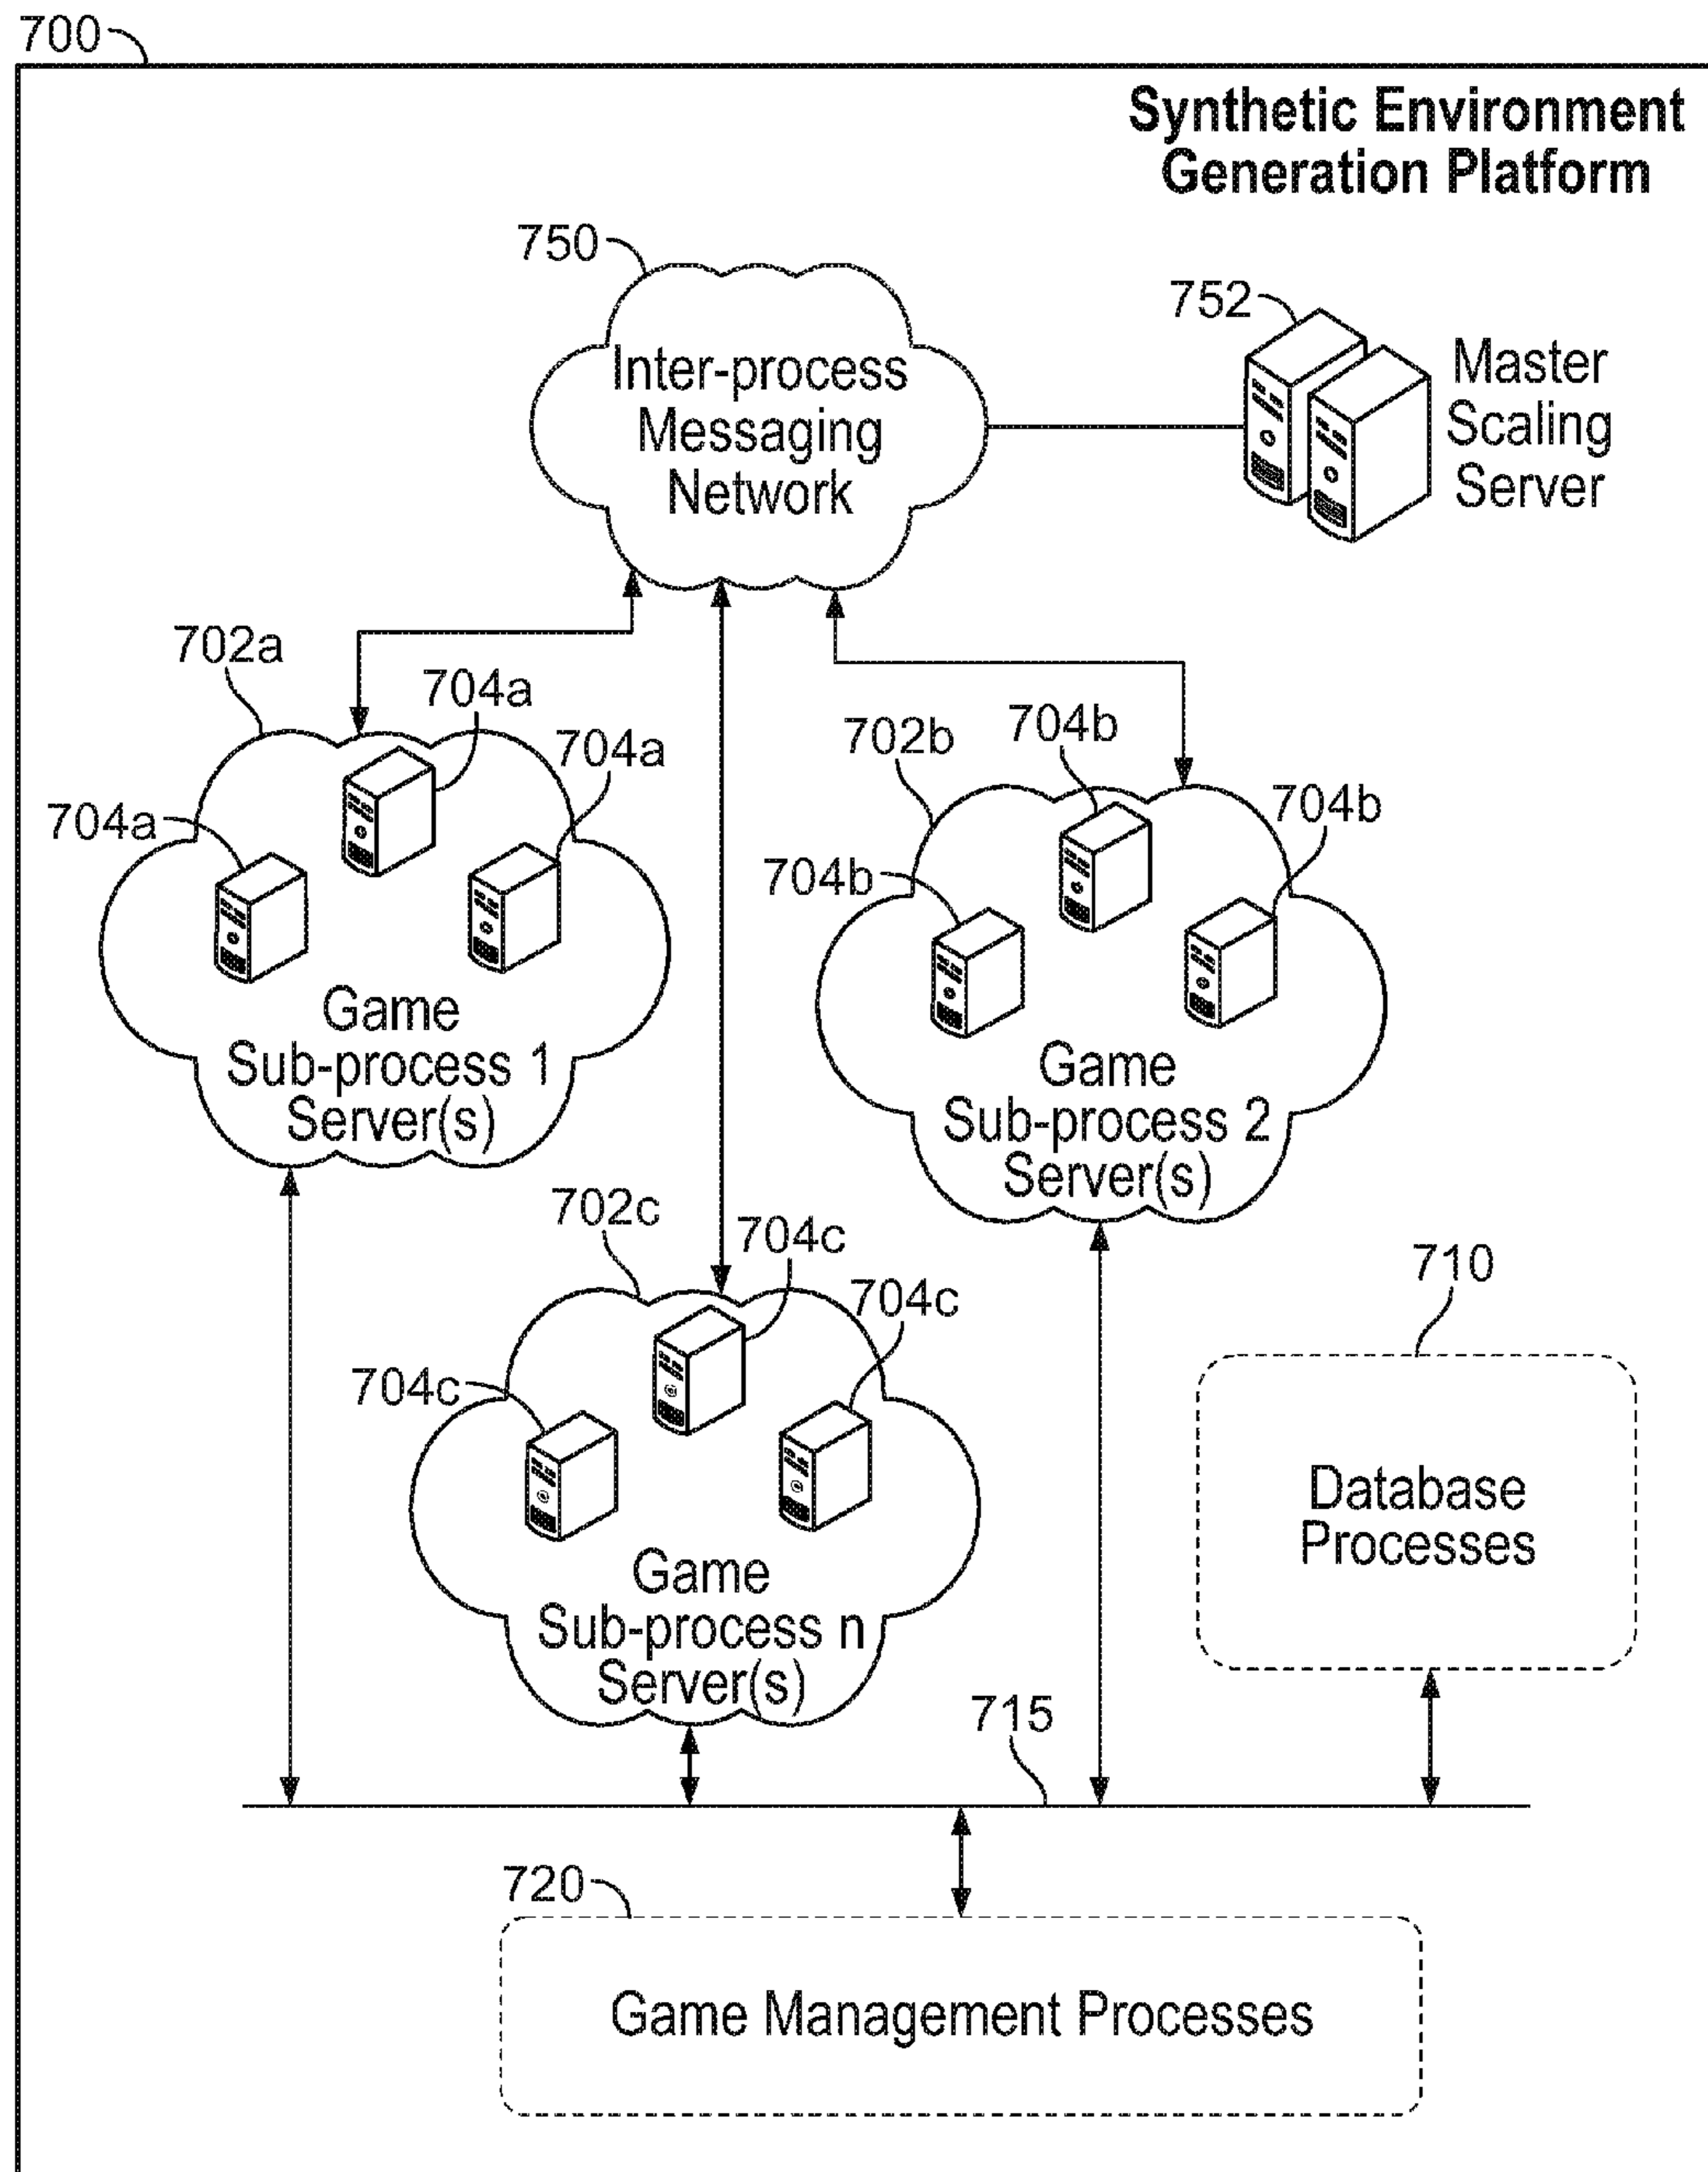 700
Synthetic Environment
Generation Platform
750
752
Inter-process
Messaging
Network
Master
Scaling
Server
702a
704a
704a
704a
702b
704b
704b
704b
Game
Sub-process 1
Server(s)
Game
Sub-process 2
Server(s)
702c
704c
704c
704c
710
Game
Sub-process n
Server(s)
Database
Processes
715
720
Game Management Processes